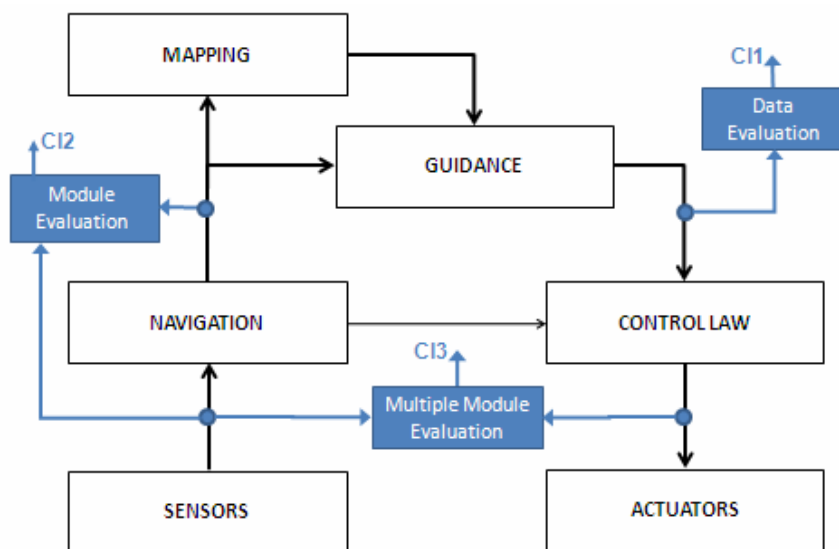 MAPPING
CI1
Data
Evaluation
CI2
GUIDANCE
Module
Evaluation
NAVIGATION
CONTROL LAW
CI3
Multiple Module
Evaluation
SENSORS
ACTUATORS